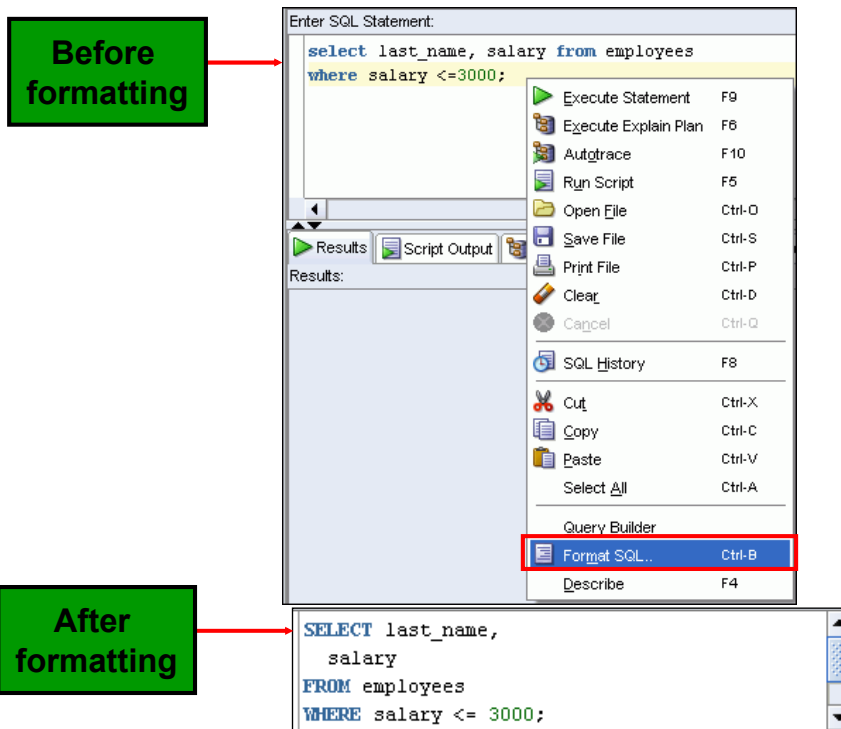 Before
formatting
Enter SQL Statement:
select last_name, salary from employees
where salary <=3000;
Execute Statement F9
Execute Explain Plan F6
Autotrace F10
Run Script F5
Open File Ctrl-O
Save File Ctrl-S
Print File Ctrl-P
Clear Ctrl-D
Cancel Ctrl-Q
SQL History F8
Cut Ctrl-X
Copy Ctrl-C
Paste Ctrl-V
Select All Ctrl-A
Query Builder
Format SQL.. Ctrl-B
Describe F4
Results Script Output
Results:
After
formatting
SELECT last_name,
salary
FROM employees
WHERE salary <= 3000;